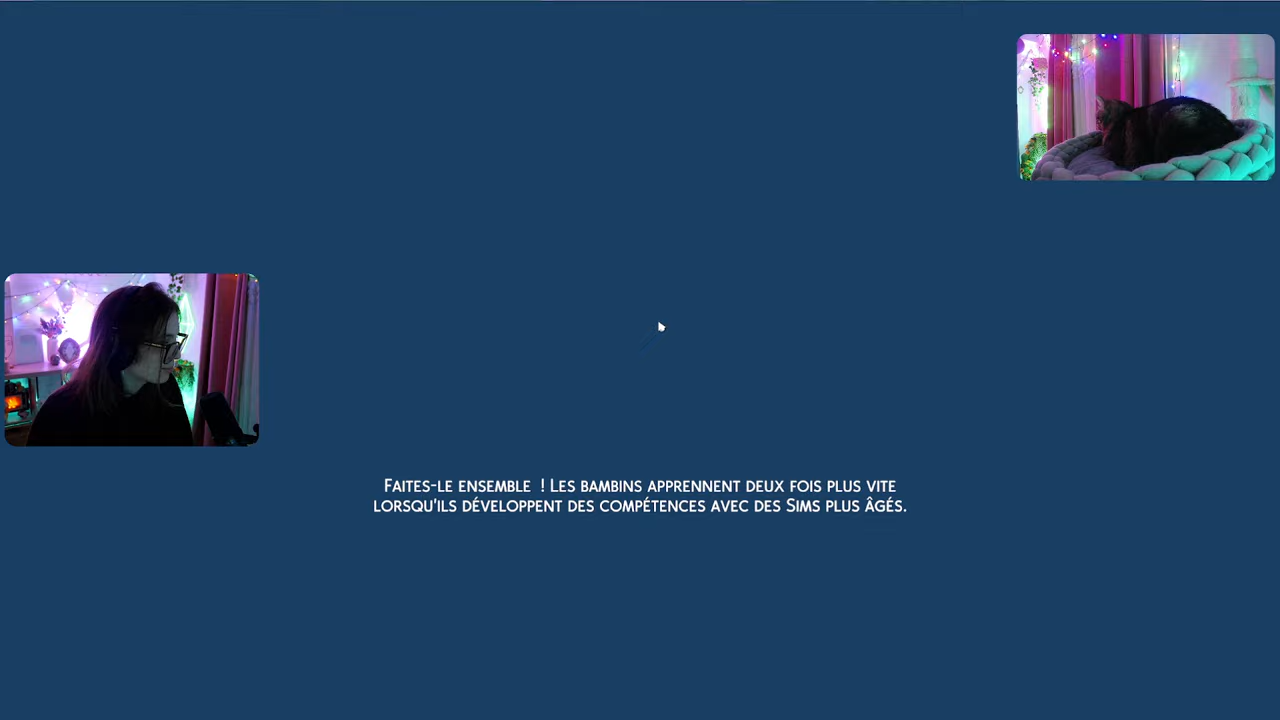 Faites-le ensemble ! Les bambins apprennent deux fois plus vite
lorsqu'ils développent des compétences avec des Sims plus âgés.